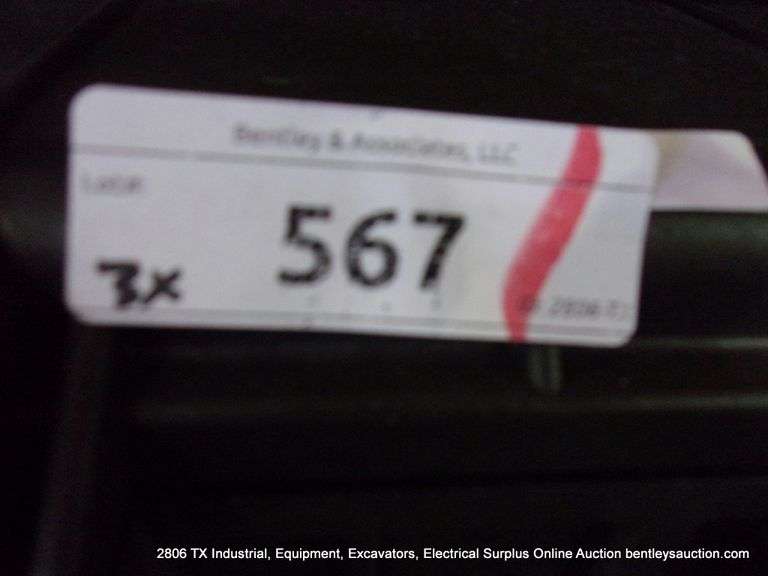 Bentley & Associates, LLC
Lot#
567
3X
2806 TX Industrial, Equipment, Excavators, Electrical Surplus Online Auction bentleysauction.com